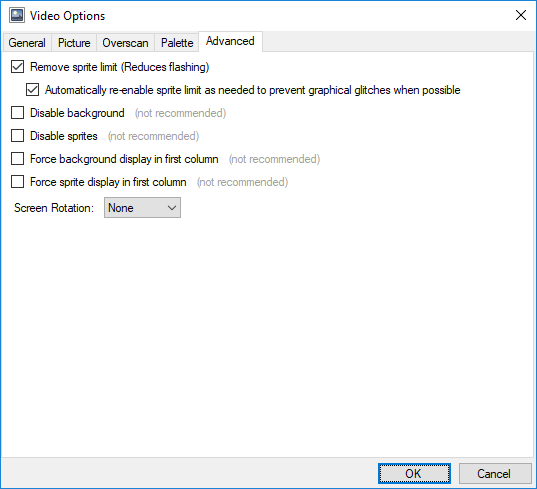 Video Options
General Picture Overscan Palette Advanced
Remove sprite limit (Reduces flashing)
Automatically re-enable sprite limit as needed to prevent graphical glitches when possible
Disable background (not recommended)
Disable sprites (not recommended)
Force background display in first column (not recommended)
Force sprite display in first column (not recommended)
Screen Rotation: None
OK Cancel